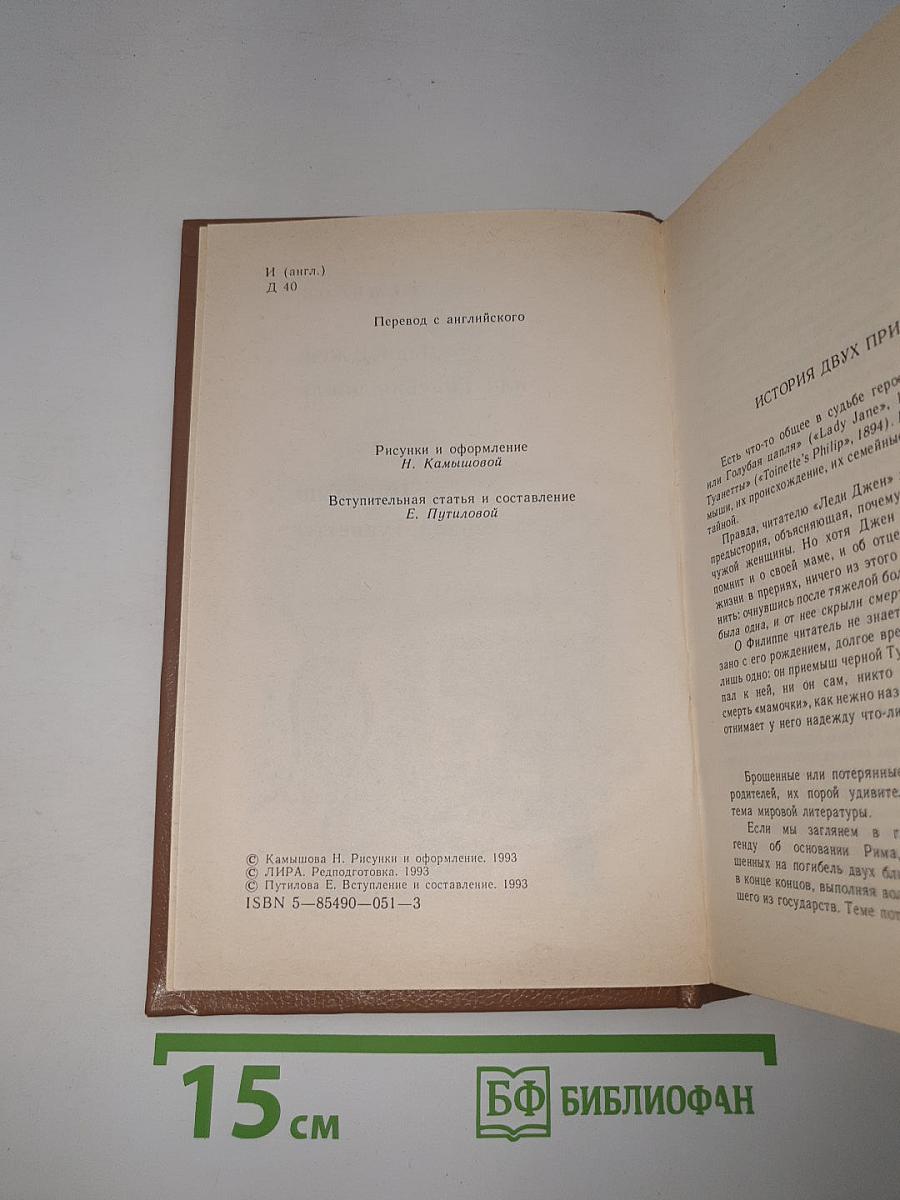 И (англ.)
Д 40
Перевод с английского
Рисунки и оформление
Н. Камышовой
Вступительная статья и составление
Е. Путиловой
© Камышова Н. Рисунки и оформление. 1993
© ЛИРА. Редподготовка. 1993
© Путилова Е. Вступление и составление. 1993
ISBN 5—85490—051—3
ИСТОРИЯ ДВУХ ПРИ
Есть что-то общее в судьбе геро
или Голубая цапля» («Lady Jane», 1
Туанетты» («Toinette's Philip», 1894).
мыши, их происхождение, их семейные
тайной.
Правда, читателю «Леди Джен»
предыстория, объясняющая, почему
чужой женщины. Но хотя Джен
помнит и о своей маме, и об отце
жизни в прериях, ничего из этого
нить: очнувшись после тяжелой бол
была одна, и от нее скрыли смерт
О Филиппе читатель не знает
зано с его рождением, долгое вре
лишь одно: он приемыш черной Ту
пал к ней, ни он сам, никто
смерть «мамочки», как нежно наз
отнимает у него надежду что-ли
Брошенные или потерянные
родителей, их порой удивител
тема мировой литературы.
Если мы заглянем в г
генду об основании Рима,
шенных на погибель двух бли
в конце концов, выполняя вол
шего из государств. Теме пот
15 см
БФ БИБЛИОФАН